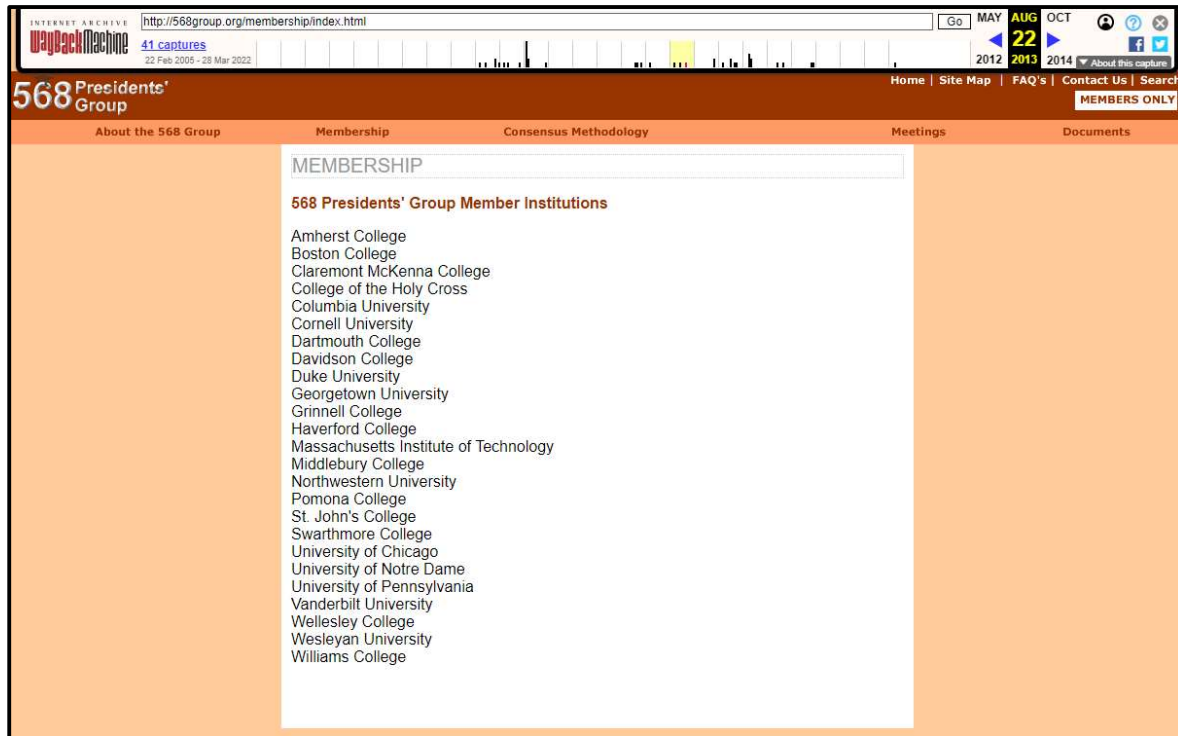 INTERNET ARCHIVE
WayBackMachine
http://568group.org/membership/index.html
Go
MAY AUG OCT
41 captures
22
22 Feb 2005 - 28 Mar 2022
2012 2013 2014
About this capture
568 Presidents' Group
Home | Site Map | FAQ's | Contact Us | Search
MEMBERS ONLY
About the 568 Group Membership Consensus Methodology Meetings Documents
MEMBERSHIP
568 Presidents' Group Member Institutions
Amherst College
Boston College
Claremont McKenna College
College of the Holy Cross
Columbia University
Cornell University
Dartmouth College
Davidson College
Duke University
Georgetown University
Grinnell College
Haverford College
Massachusetts Institute of Technology
Middlebury College
Northwestern University
Pomona College
St. John's College
Swarthmore College
University of Chicago
University of Notre Dame
University of Pennsylvania
Vanderbilt University
Wellesley College
Wesleyan University
Williams College